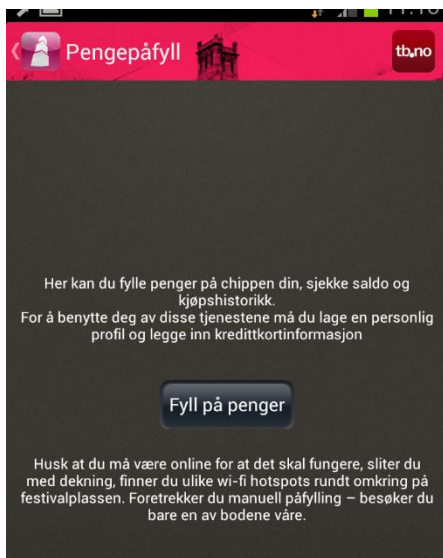 Pengepåfyll
tb.no
Her kan du fylle penger på chippen din, sjekke saldo og
kjøpshistorikk.
For å benytte deg av disse tjenestene må du lage en personlig
profil og legge inn kredittkortinformasjon
Fyll på penger
Husk at du må være online for at det skal fungere, sliter du
med dekning, finner du ulike wi-fi hotspots rundt omkring på
festivalplassen. Foretrekker du manuell påfylling – besøker du
bare en av bodene våre.